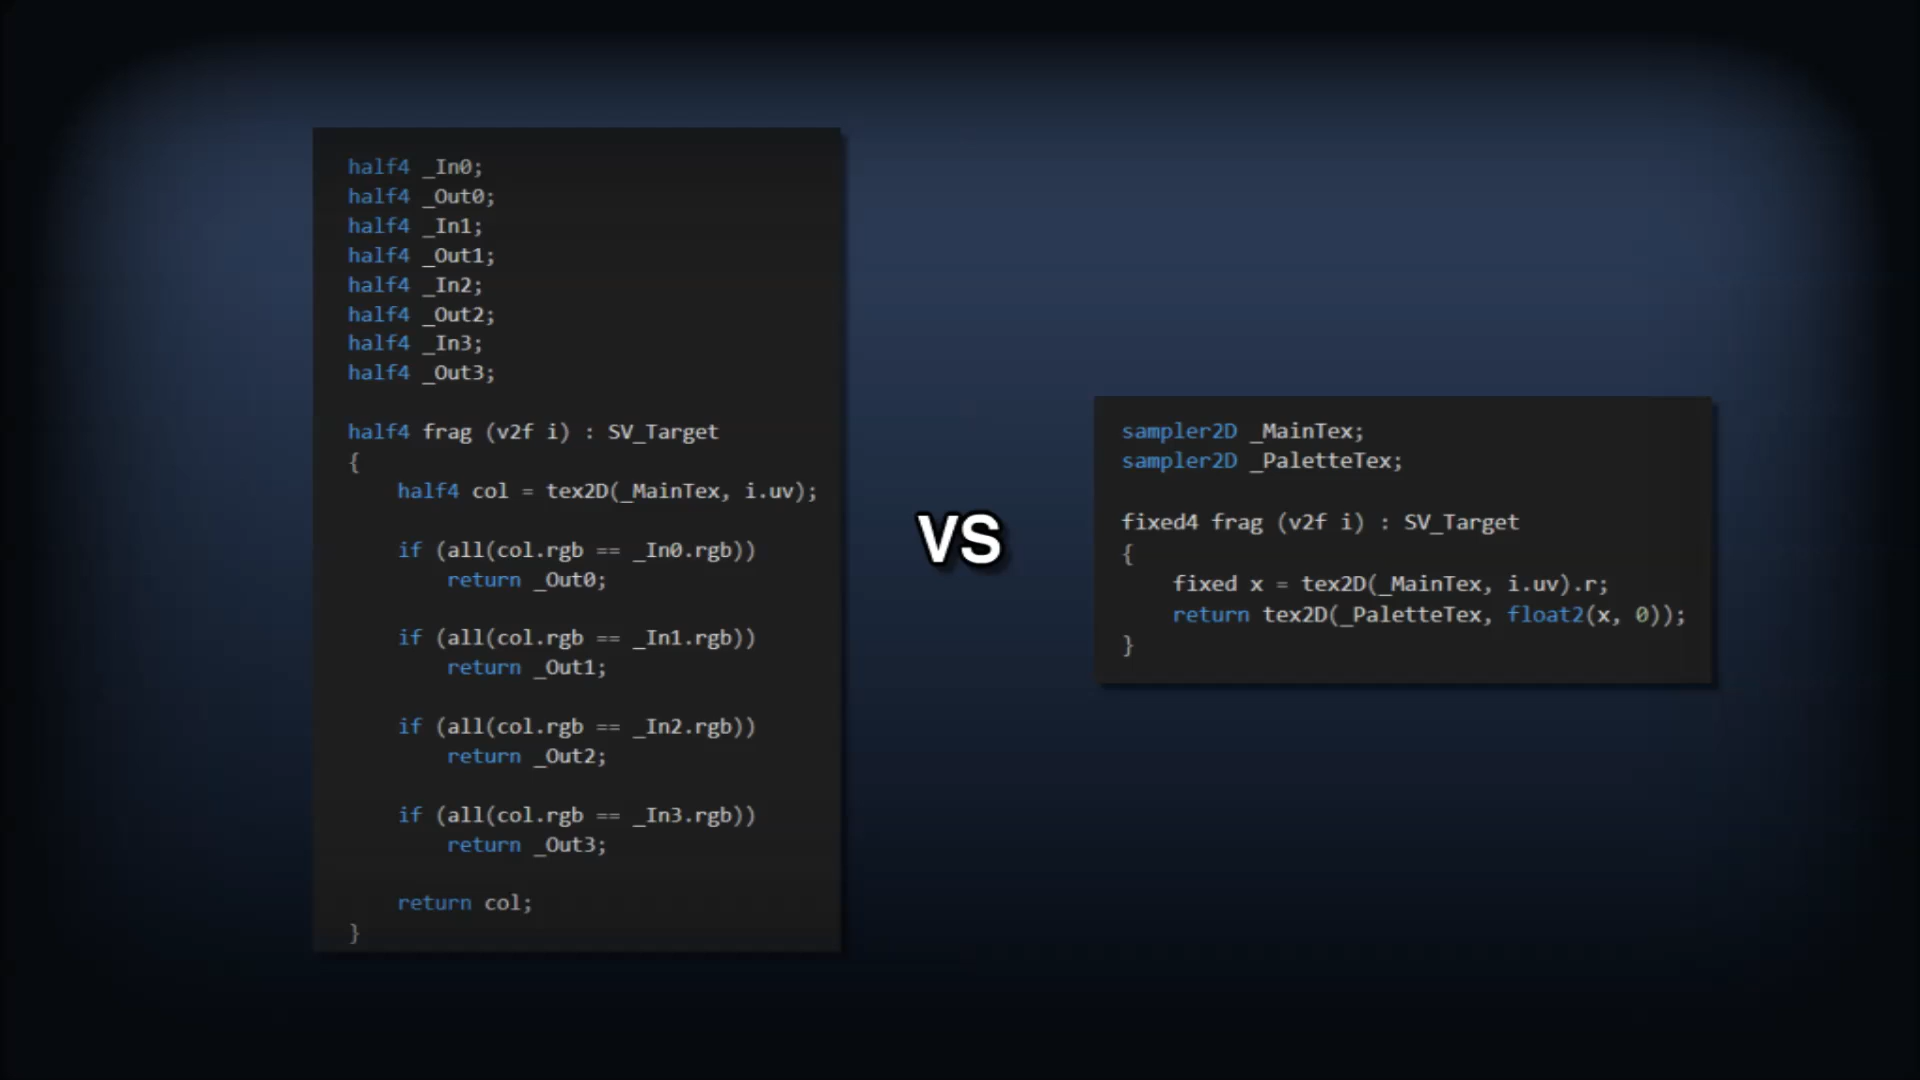 half4 _In0;
half4 _Out0;
half4 _In1;
half4 _Out1;
half4 _In2;
half4 _Out2;
half4 _In3;
half4 _Out3;
half4 frag (v2f i) : SV_Target
{
half4 col = tex2D(_MainTex, i.uv);
if (all(col.rgb == _In0.rgb))
return _Out0;
if (all(col.rgb == _In1.rgb))
return _Out1;
if (all(col.rgb == _In2.rgb))
return _Out2;
if (all(col.rgb == _In3.rgb))
return _Out3;
return col;
}
VS
sampler2D _MainTex;
sampler2D _PaletteTex;
fixed4 frag (v2f i) : SV_Target
{
fixed x = tex2D(_MainTex, i.uv).r;
return tex2D(_PaletteTex, float2(x, 0));
}